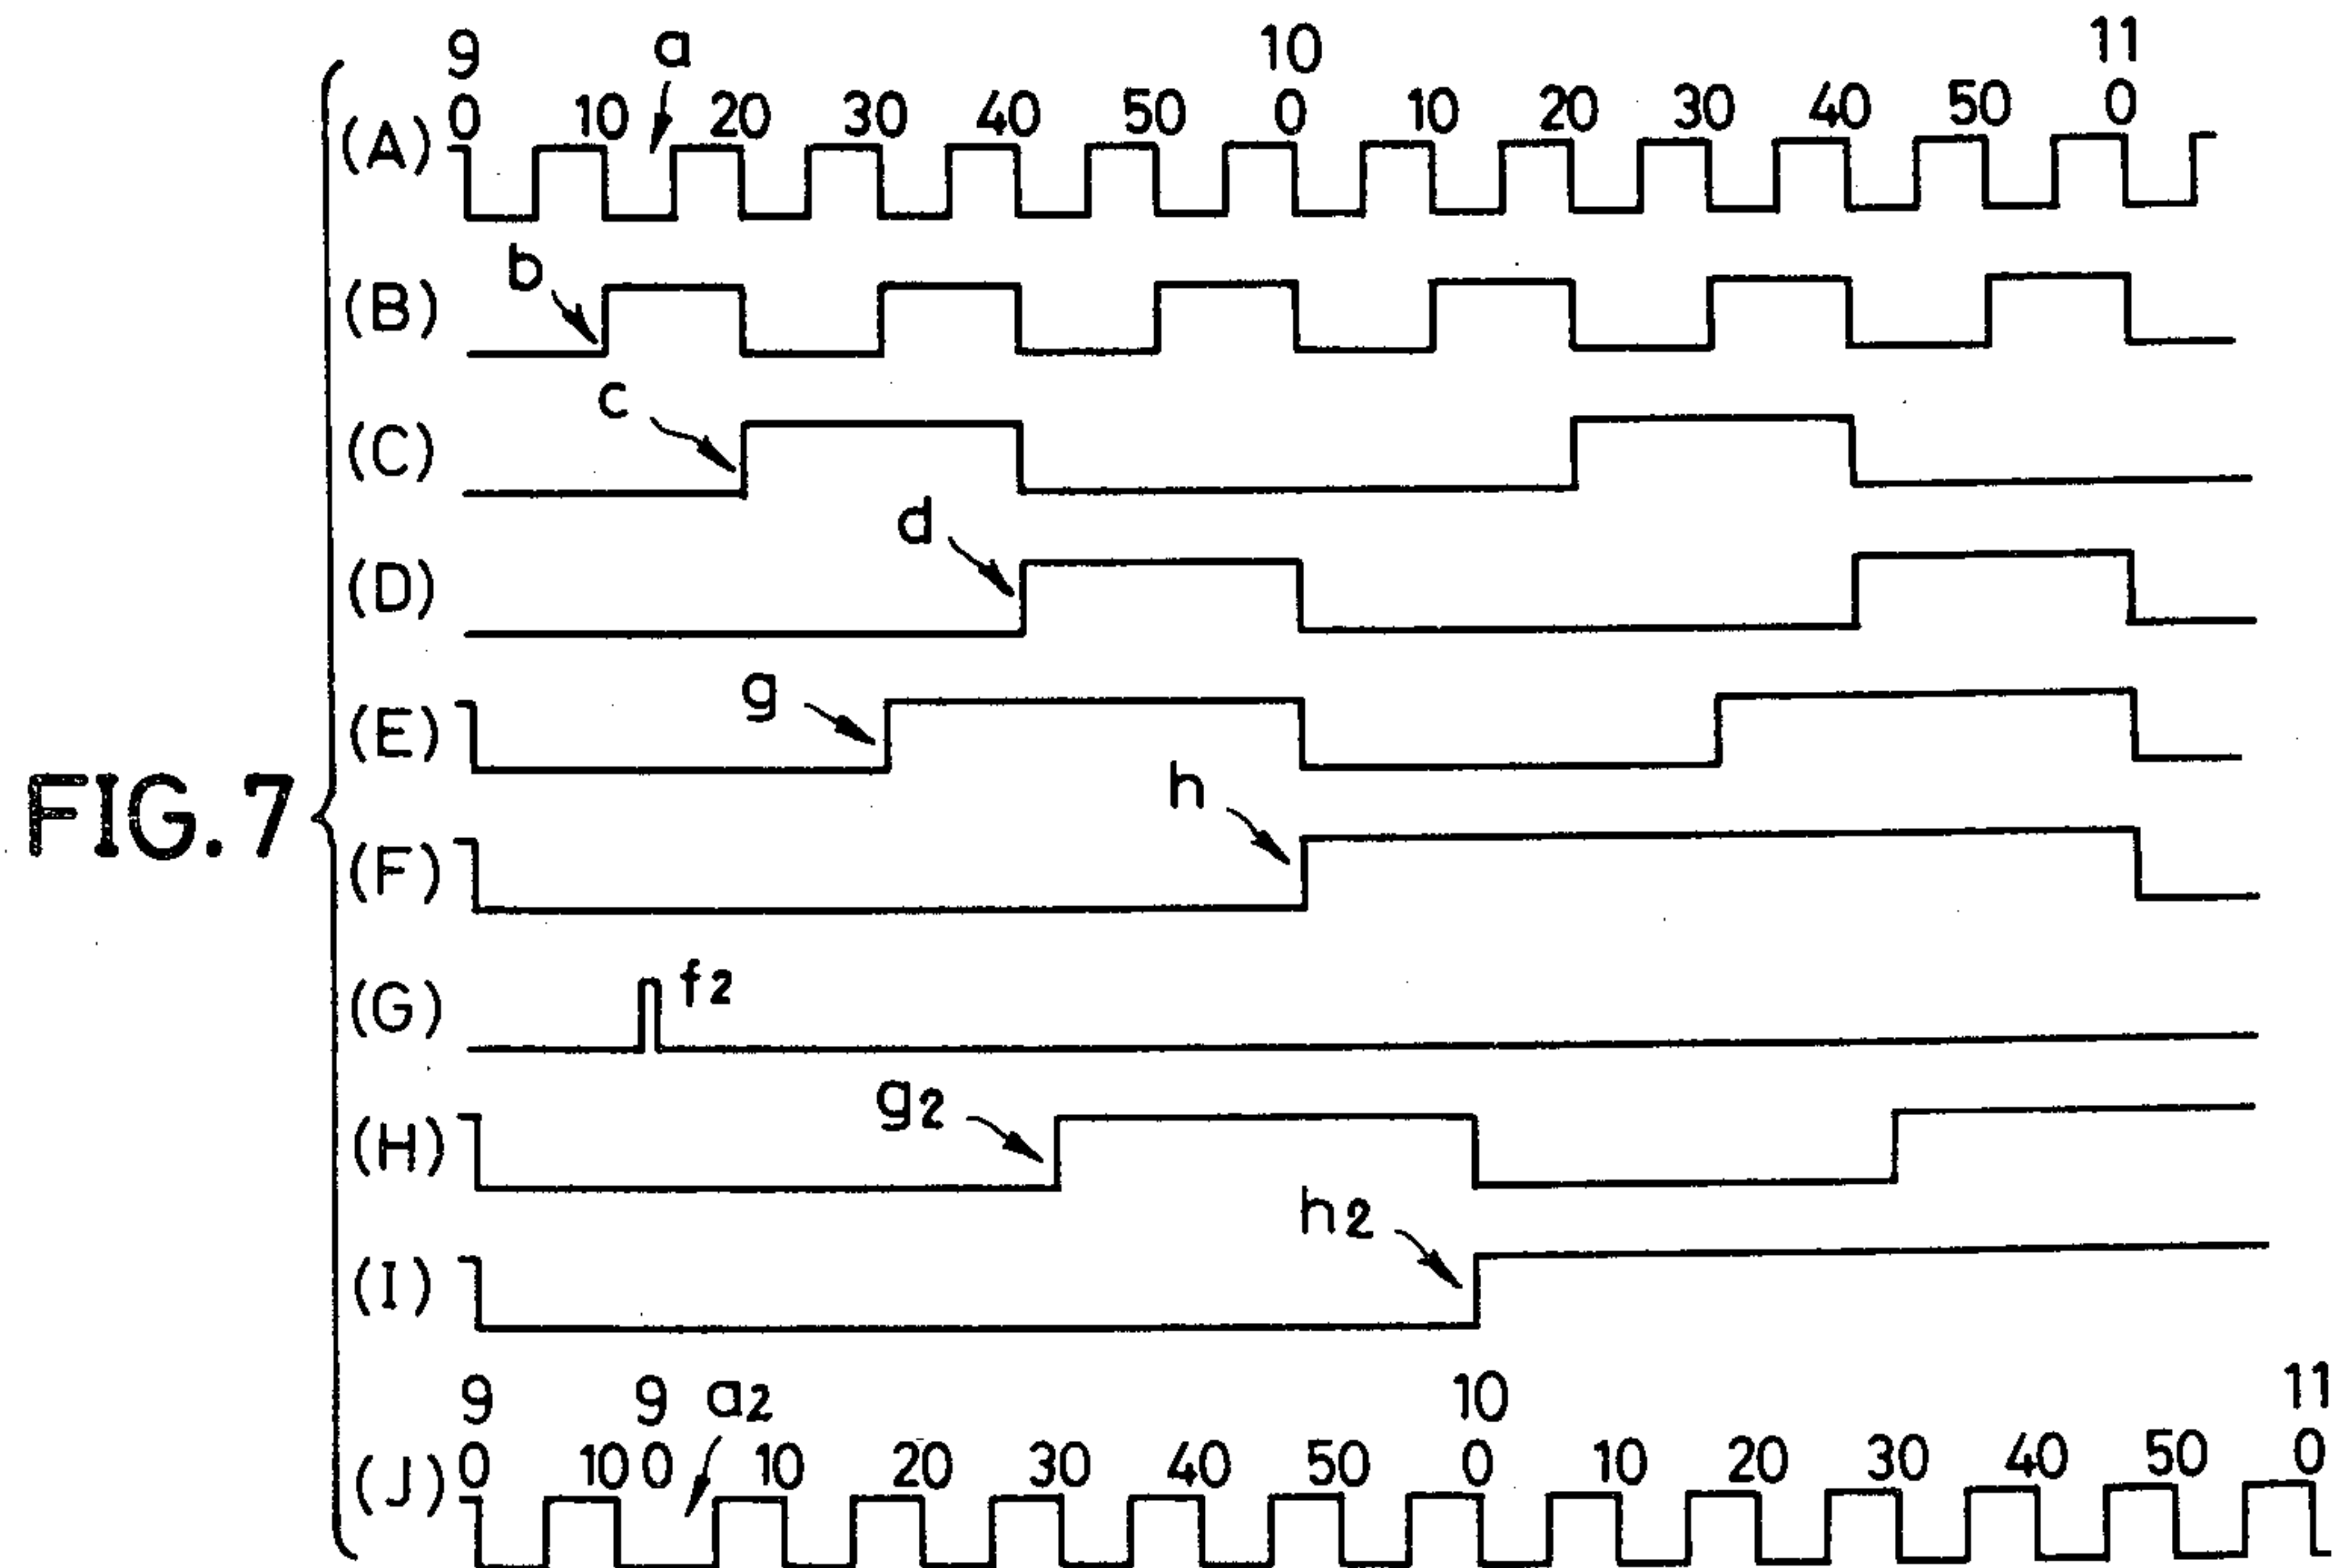 9 a 10 11
(A) 0 10 20 30 40 50 0 10 20 30 40 50 0
b
(B)
c
(C)
d
(D)
g
(E)
h
FIG.7
(F)
f2
(G)
g2
(H)
h2
(I)
9 9 a2 10 11
(J) 0 10 0 10 20 30 40 50 0 10 20 30 40 50 0